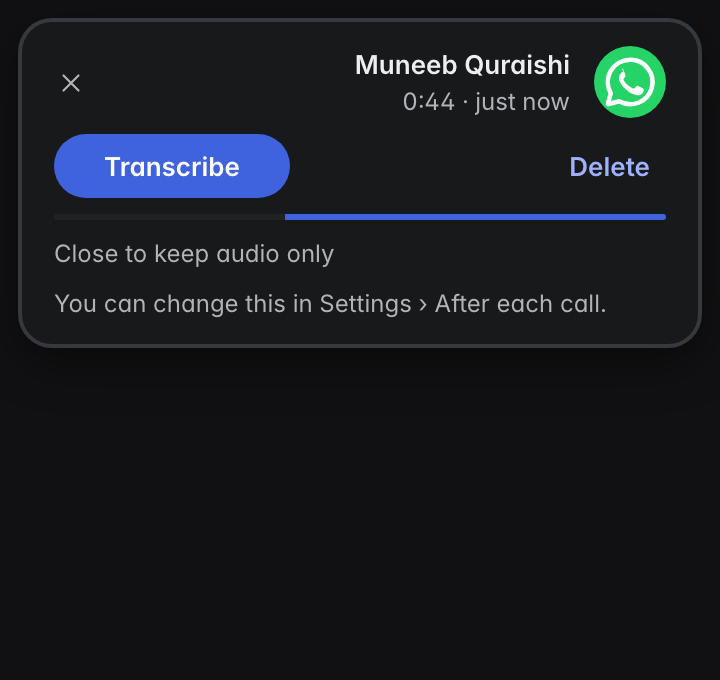 Muneeb Quraishi
0:44 · just now
Transcribe
Delete
Close to keep audio only
You can change this in Settings › After each call.